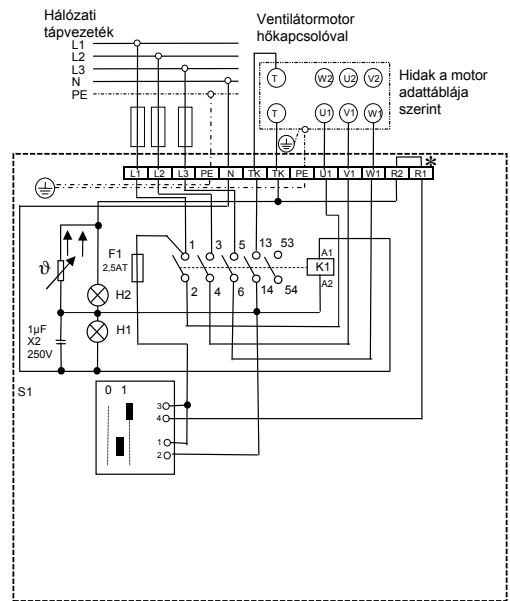 Hálózati
tápvezeték
L1
L2
L3
N
PE
Ventilátormotor
hőkapcsolóval
T W2 U2 V2
T U1 V1 W1
Hidak a motor
adattáblája
szerint
L1 L2 L3 PE N TK TK PE U1 V1 W1 R2 R1 *
F1
2,5AT
1 3 5 13 53
2 4 6 14 54
A1
K1
A2
ϑ
H2
H1
1µF
X2
250V
S1
0 1
3
4
1
2